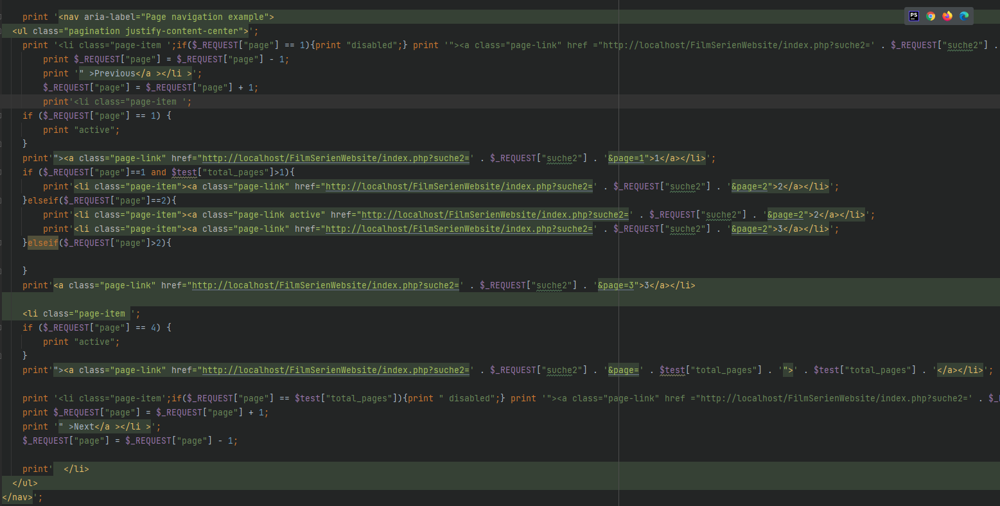 PS
print '<nav aria-label="Page navigation example">
<ul class="pagination justify-content-center">';
print '<li class="page-item ';if($_REQUEST["page"] == 1){print "disabled";} print '"><a class="page-link" href ="http://localhost/FilmSerienWebsite/index.php?suche2=' . $_REQUEST["suche2"] .
print $_REQUEST["page"] = $_REQUEST["page"] - 1;
print '" >Previous</a ></li >';
$_REQUEST["page"] = $_REQUEST["page"] + 1;
print'<li class="page-item ';
if ($_REQUEST["page"] == 1) {
print "active";
}
print'"><a class="page-link" href="http://localhost/FilmSerienWebsite/index.php?suche2=' . $_REQUEST["suche2"] . '&page=1">1</a></li>';
if ($_REQUEST["page"]==1 and $test["total_pages"]>1){
print'<li class="page-item"><a class="page-link" href="http://localhost/FilmSerienWebsite/index.php?suche2=' . $_REQUEST["suche2"] . '&page=2">2</a></li>';
}elseif($_REQUEST["page"]==2){
print'<li class="page-item"><a class="page-link active" href="http://localhost/FilmSerienWebsite/index.php?suche2=' . $_REQUEST["suche2"] . '&page=2">2</a></li>';
print'<li class="page-item"><a class="page-link" href="http://localhost/FilmSerienWebsite/index.php?suche2=' . $_REQUEST["suche2"] . '&page=2">3</a></li>';
}elseif($_REQUEST["page"]>2){
}
print'<a class="page-link" href="http://localhost/FilmSerienWebsite/index.php?suche2=' . $_REQUEST["suche2"] . '&page=3">3</a></li>
<li class="page-item ';
if ($_REQUEST["page"] == 4) {
print "active";
}
print'"><a class="page-link" href="http://localhost/FilmSerienWebsite/index.php?suche2=' . $_REQUEST["suche2"] . '&page=' . $test["total_pages"] . '">' . $test["total_pages"] . '</a></li>';
print '<li class="page-item';if($_REQUEST["page"] == $test["total_pages"]){print " disabled";} print '"><a class="page-link" href ="http://localhost/FilmSerienWebsite/index.php?suche2=' . $_
print $_REQUEST["page"] = $_REQUEST["page"] + 1;
print '" >Next</a ></li >';
$_REQUEST["page"] = $_REQUEST["page"] - 1;
print'  </li>
</ul>
</nav>';